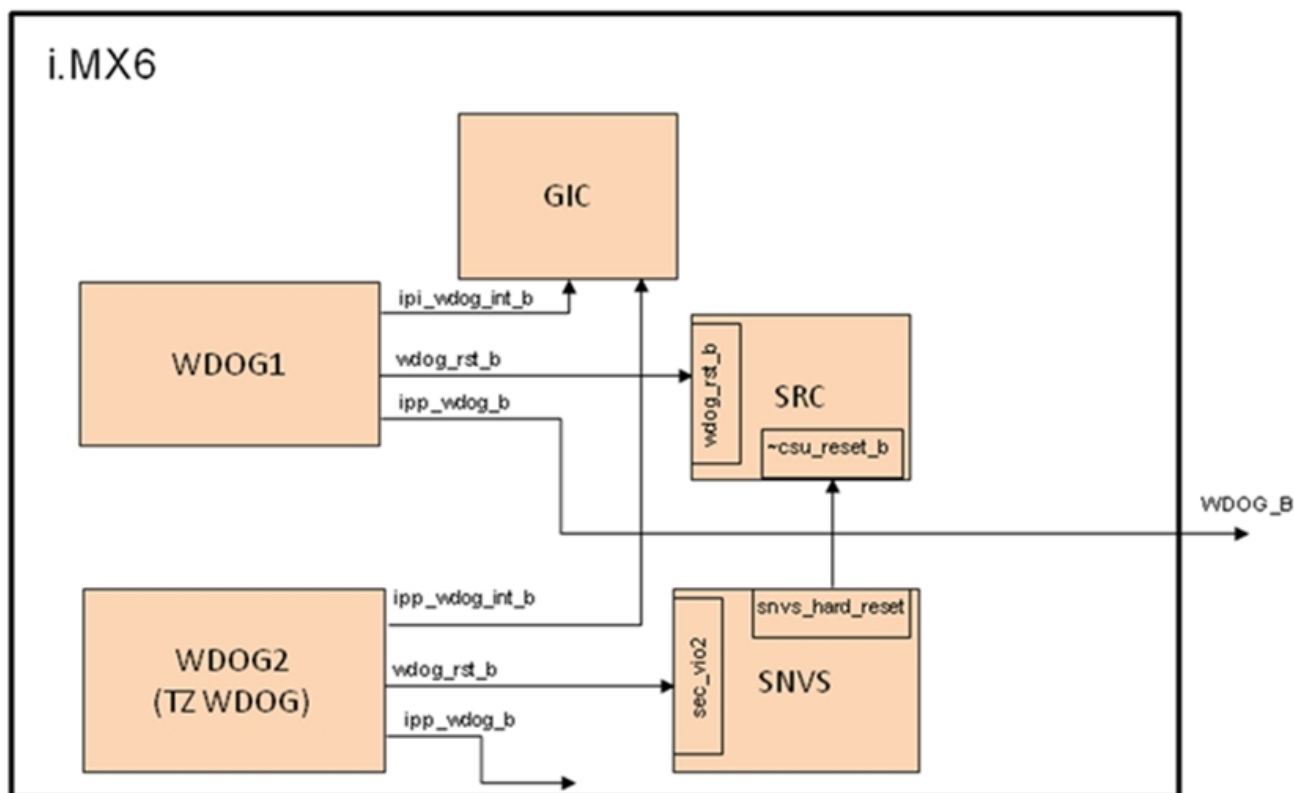 i.MX6
GIC
WDOG1
ipi_wdog_int_b
wdog_rst_b
ipp_wdog_b
wdog_rst_b
SRC
~csu_reset_b
WDOG_B
WDOG2
(TZ WDOG)
ipp_wdog_int_b
wdog_rst_b
ipp_wdog_b
sec_vio2
snvs_hard_reset
SNVS